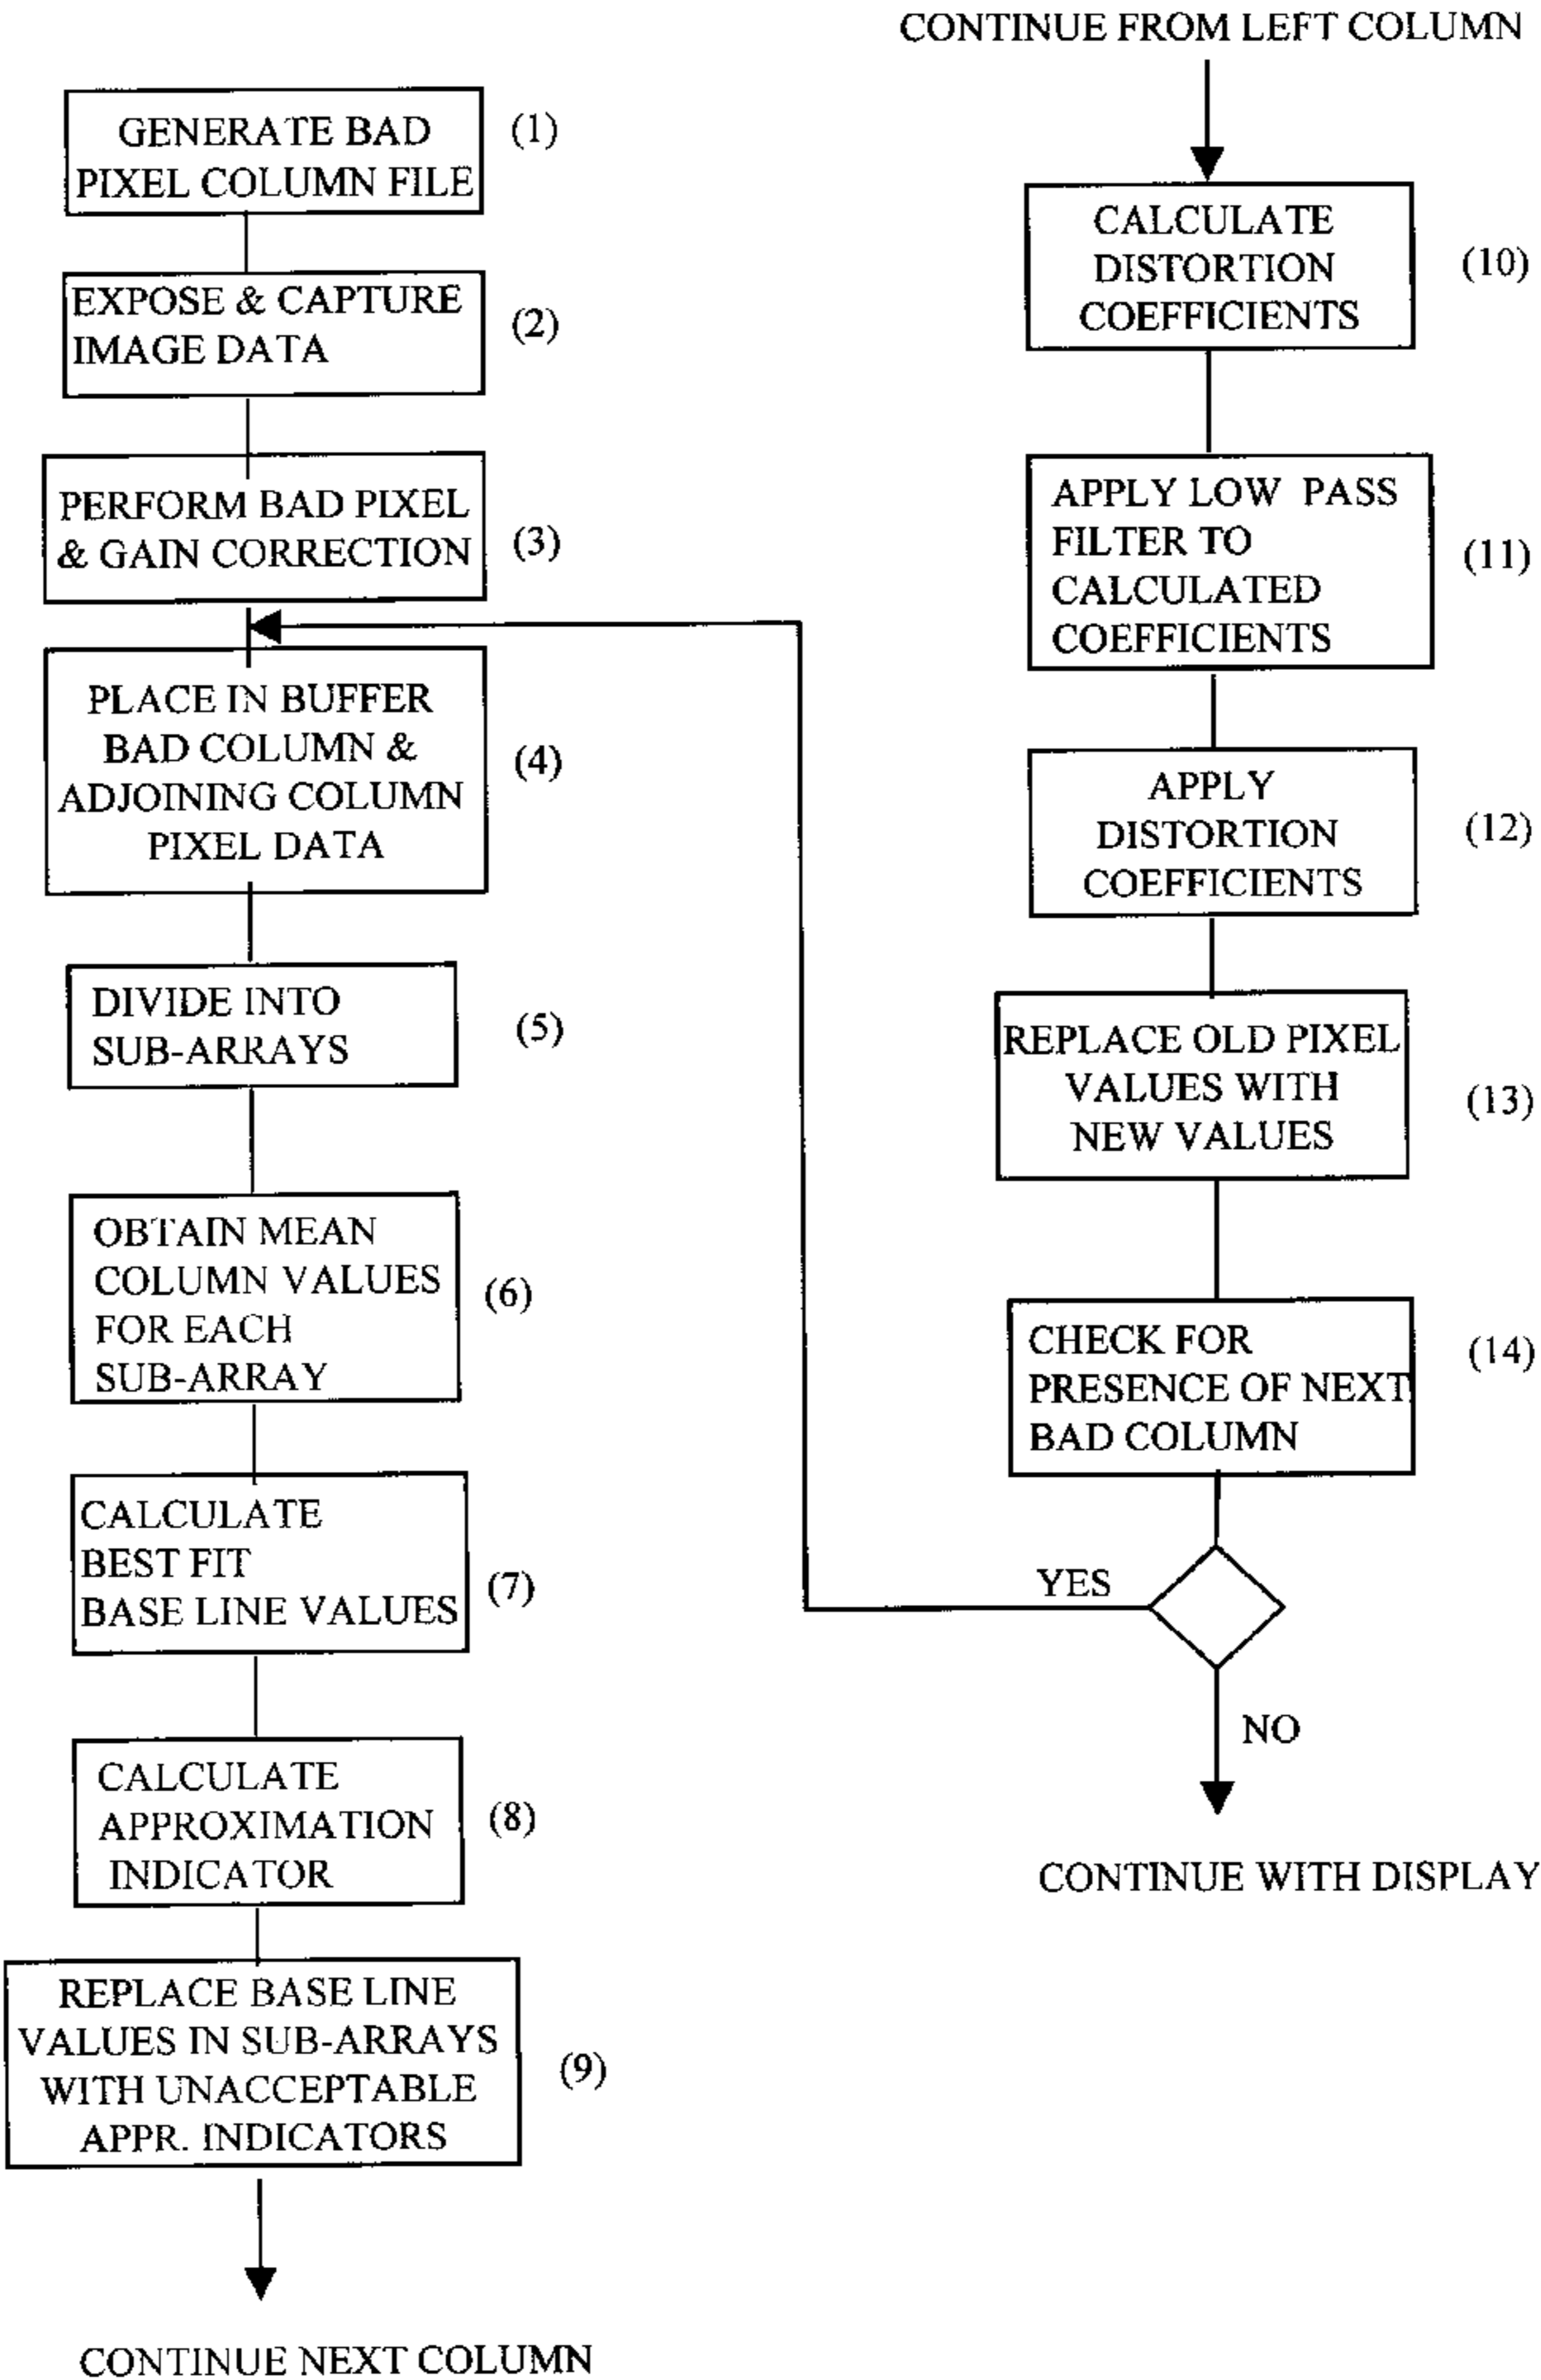 GENERATE BAD
PIXEL COLUMN FILE
(1)
EXPOSE & CAPTURE
IMAGE DATA
(2)
PERFORM BAD PIXEL
& GAIN CORRECTION
(3)
PLACE IN BUFFER
BAD COLUMN &
ADJOINING COLUMN
PIXEL DATA
(4)
DIVIDE INTO
SUB-ARRAYS
(5)
OBTAIN MEAN
COLUMN VALUES
FOR EACH
SUB-ARRAY
(6)
CALCULATE
BEST FIT
BASE LINE VALUES
(7)
CALCULATE
APPROXIMATION
INDICATOR
(8)
REPLACE BASE LINE
VALUES IN SUB-ARRAYS
WITH UNACCEPTABLE
APPR. INDICATORS
(9)
CONTINUE NEXT COLUMN
CONTINUE FROM LEFT COLUMN
CALCULATE
DISTORTION
COEFFICIENTS
(10)
APPLY LOW PASS
FILTER TO
CALCULATED
COEFFICIENTS
(11)
APPLY
DISTORTION
COEFFICIENTS
(12)
REPLACE OLD PIXEL
VALUES WITH
NEW VALUES
(13)
CHECK FOR
PRESENCE OF NEXT
BAD COLUMN
(14)
YES
NO
CONTINUE WITH DISPLAY